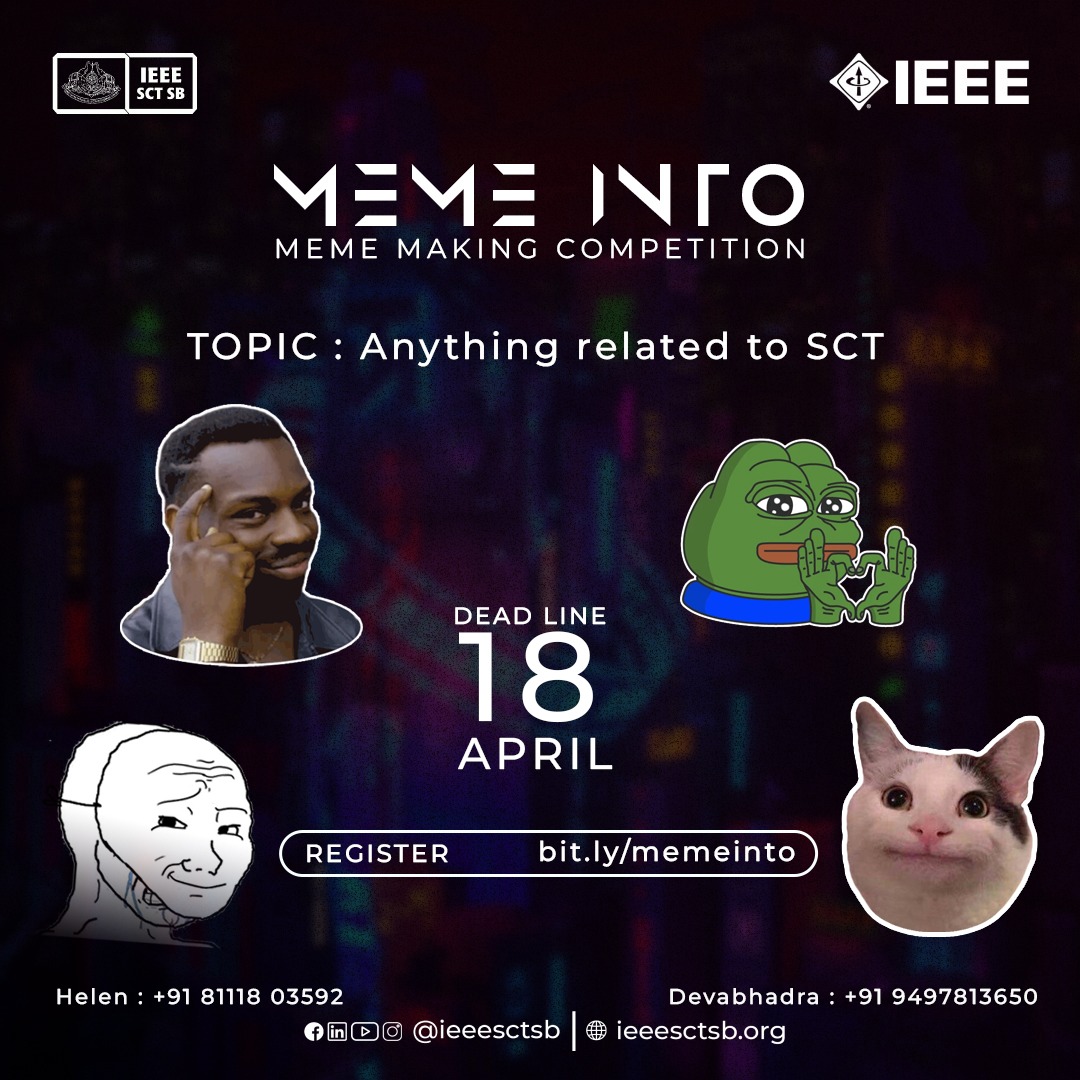 IEEE
SCT SB
IEEE
MEME INTO
MEME MAKING COMPETITION
TOPIC : Anything related to SCT
DEAD LINE
18
APRIL
REGISTER bit.ly/memeinto
Helen : +91 81118 03592
Devabhadra : +91 9497813650
@ieeesctsb | ieeesctsb.org